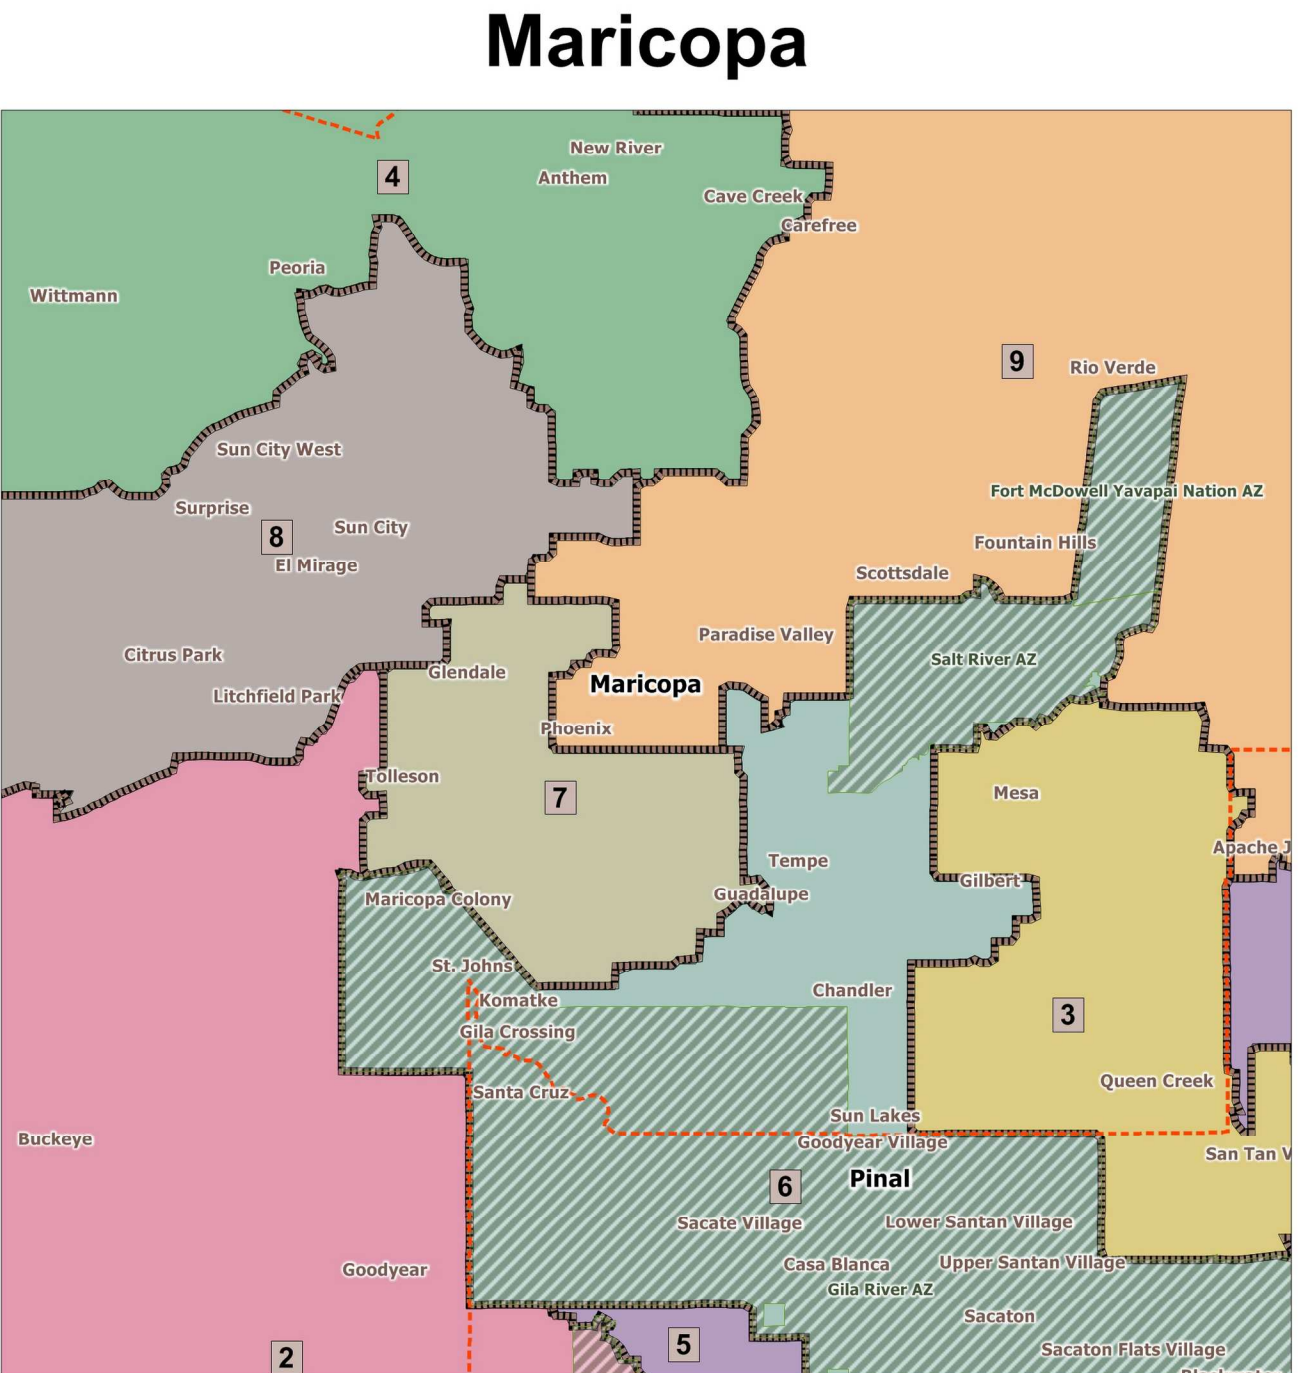 Maricopa
New River
4
Anthem
Cave Creek
Carefree
Peoria
Wittmann
9
Rio Verde
Sun City West
Fort McDowell Yavapai Nation AZ
Surprise
Sun City
8
Fountain Hills
El Mirage
Scottsdale
Paradise Valley
Citrus Park
Salt River AZ
Glendale
Maricopa
Litchfield Park
Phoenix
Tolleson
Mesa
7
Apache J
Tempe
Gilbert
Guadalupe
Maricopa Colony
St. Johns
Chandler
Komatke
3
Gila Crossing
Queen Creek
Santa Cruz
Sun Lakes
Buckeye
Goodyear Village
San Tan V
Pinal
6
Sacate Village
Lower Santan Village
Casa Blanca
Upper Santan Village
Goodyear
Gila River AZ
Sacaton
5
Sacaton Flats Village
2